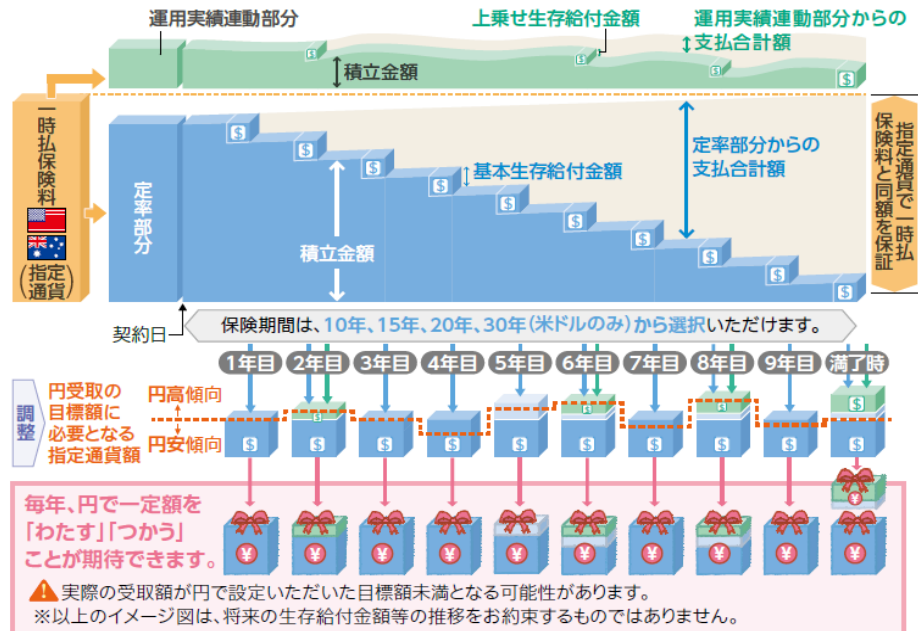 運用実績連動部分
上乗せ生存給付金額
運用実績連動部分からの
支払合計額
積立金額
一時払保険料
(指定通貨)
定率部分
基本生存給付金額
定率部分からの
支払合計額
積立金額
指定通貨で一時払
保険料と同額を保証
契約日
保険期間は、10年、15年、20年、30年(米ドルのみ)から選択いただけます。
1年目 2年目 3年目 4年目 5年目 6年目 7年目 8年目 9年目 満了時
調整
円受取の
目標額に
必要となる
指定通貨額
円高傾向
円安傾向
$ $ $ $ $ $ $ $ $ $
毎年、円で一定額を
「わたす」「つかう」
ことが期待できます。
¥ ¥ ¥ ¥ ¥ ¥ ¥ ¥ ¥ ¥
実際の受取額が円で設定いただいた目標額未満となる可能性があります。
※以上のイメージ図は、将来の生存給付金額等の推移をお約束するものではありません。